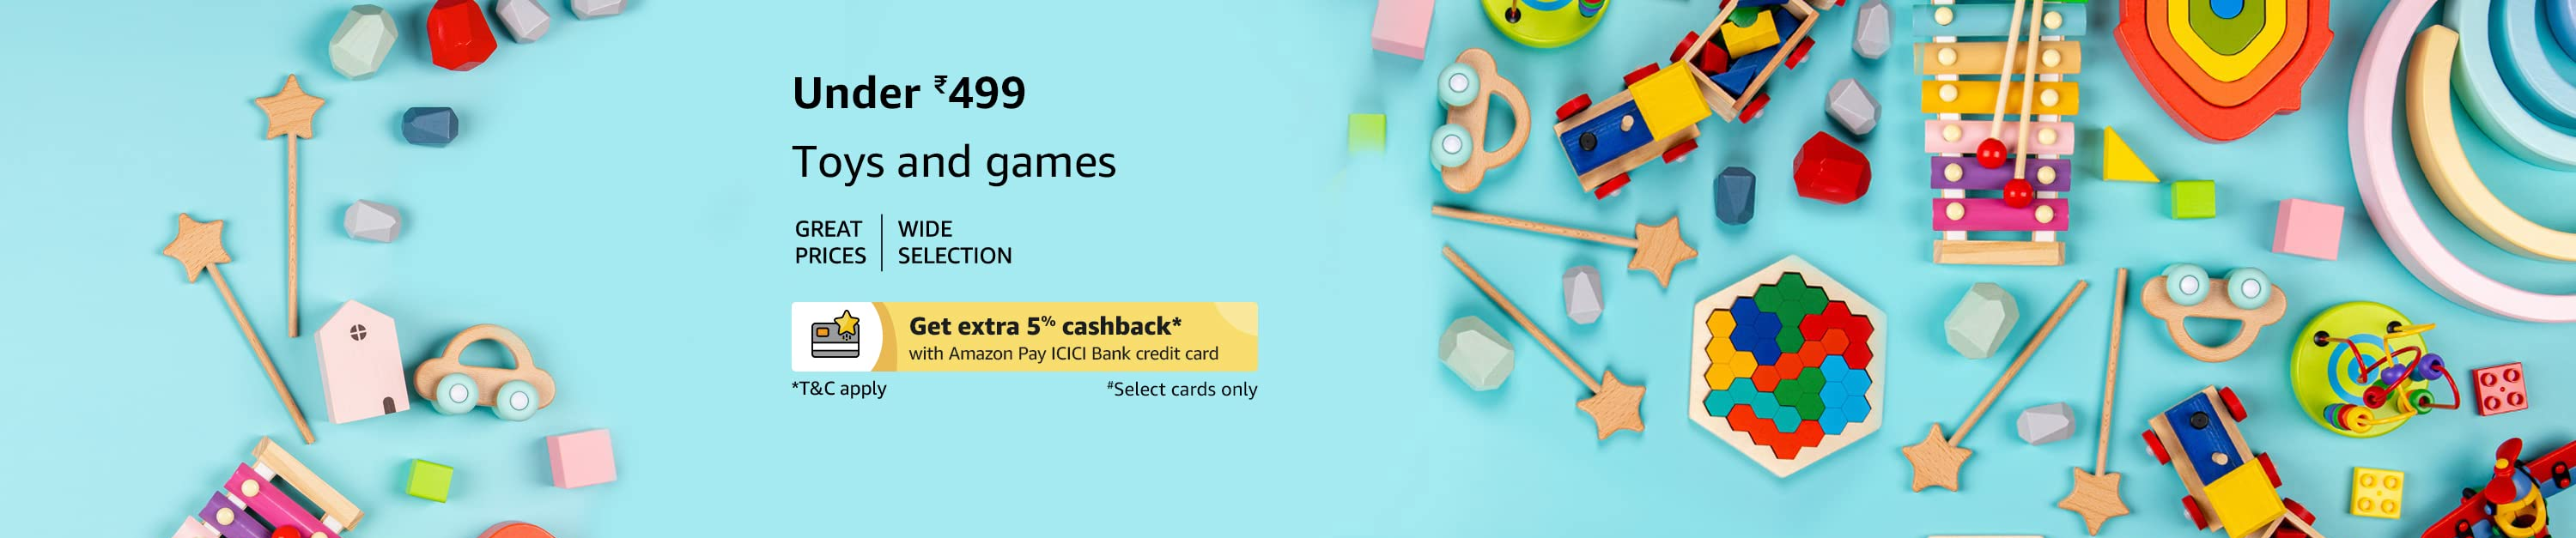 Under ₹499
Toys and games
GREAT PRICES
WIDE SELECTION
Get extra 5% cashback*
with Amazon Pay ICICI Bank credit card
*T&C apply
#Select cards only